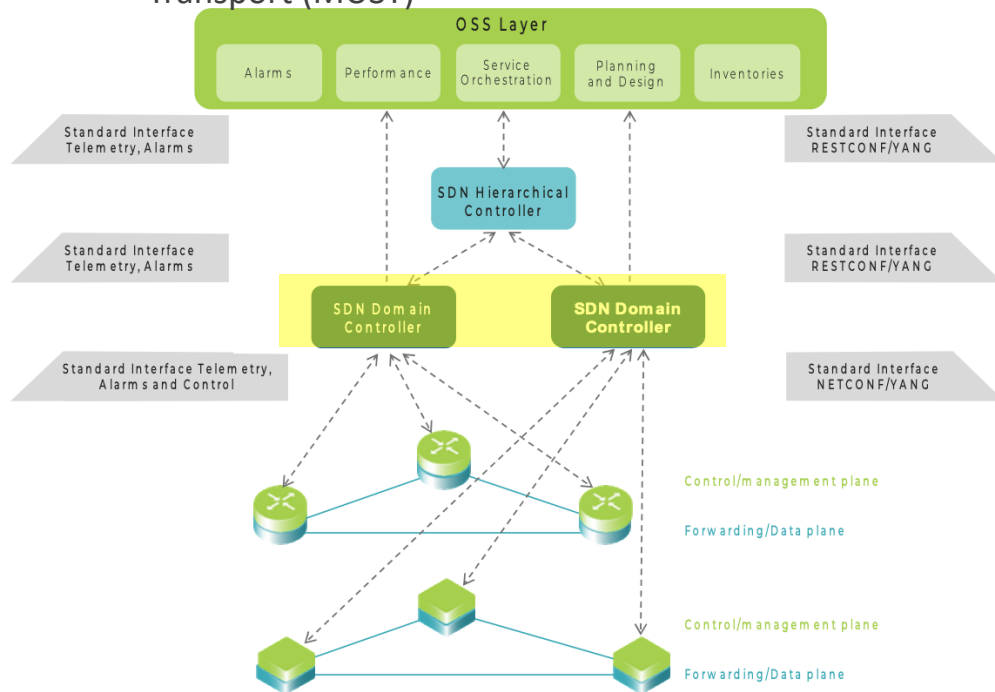 Transport (MUST)
OSS Layer
Alarms
Performance
Service
Orchestration
Planning
and Design
Inventories
Standard Interface
Telemetry, Alarms
Standard Interface
RESTCONF/YANG
SDN Hierarchical
Controller
Standard Interface
Telemetry, Alarms
Standard Interface
RESTCONF/YANG
SDN Domain
Controller
SDN Domain
Controller
Standard Interface Telemetry,
Alarms and Control
Standard Interface
NETCONF/YANG
Control/management plane
Forwarding/Data plane
Control/management plane
Forwarding/Data plane